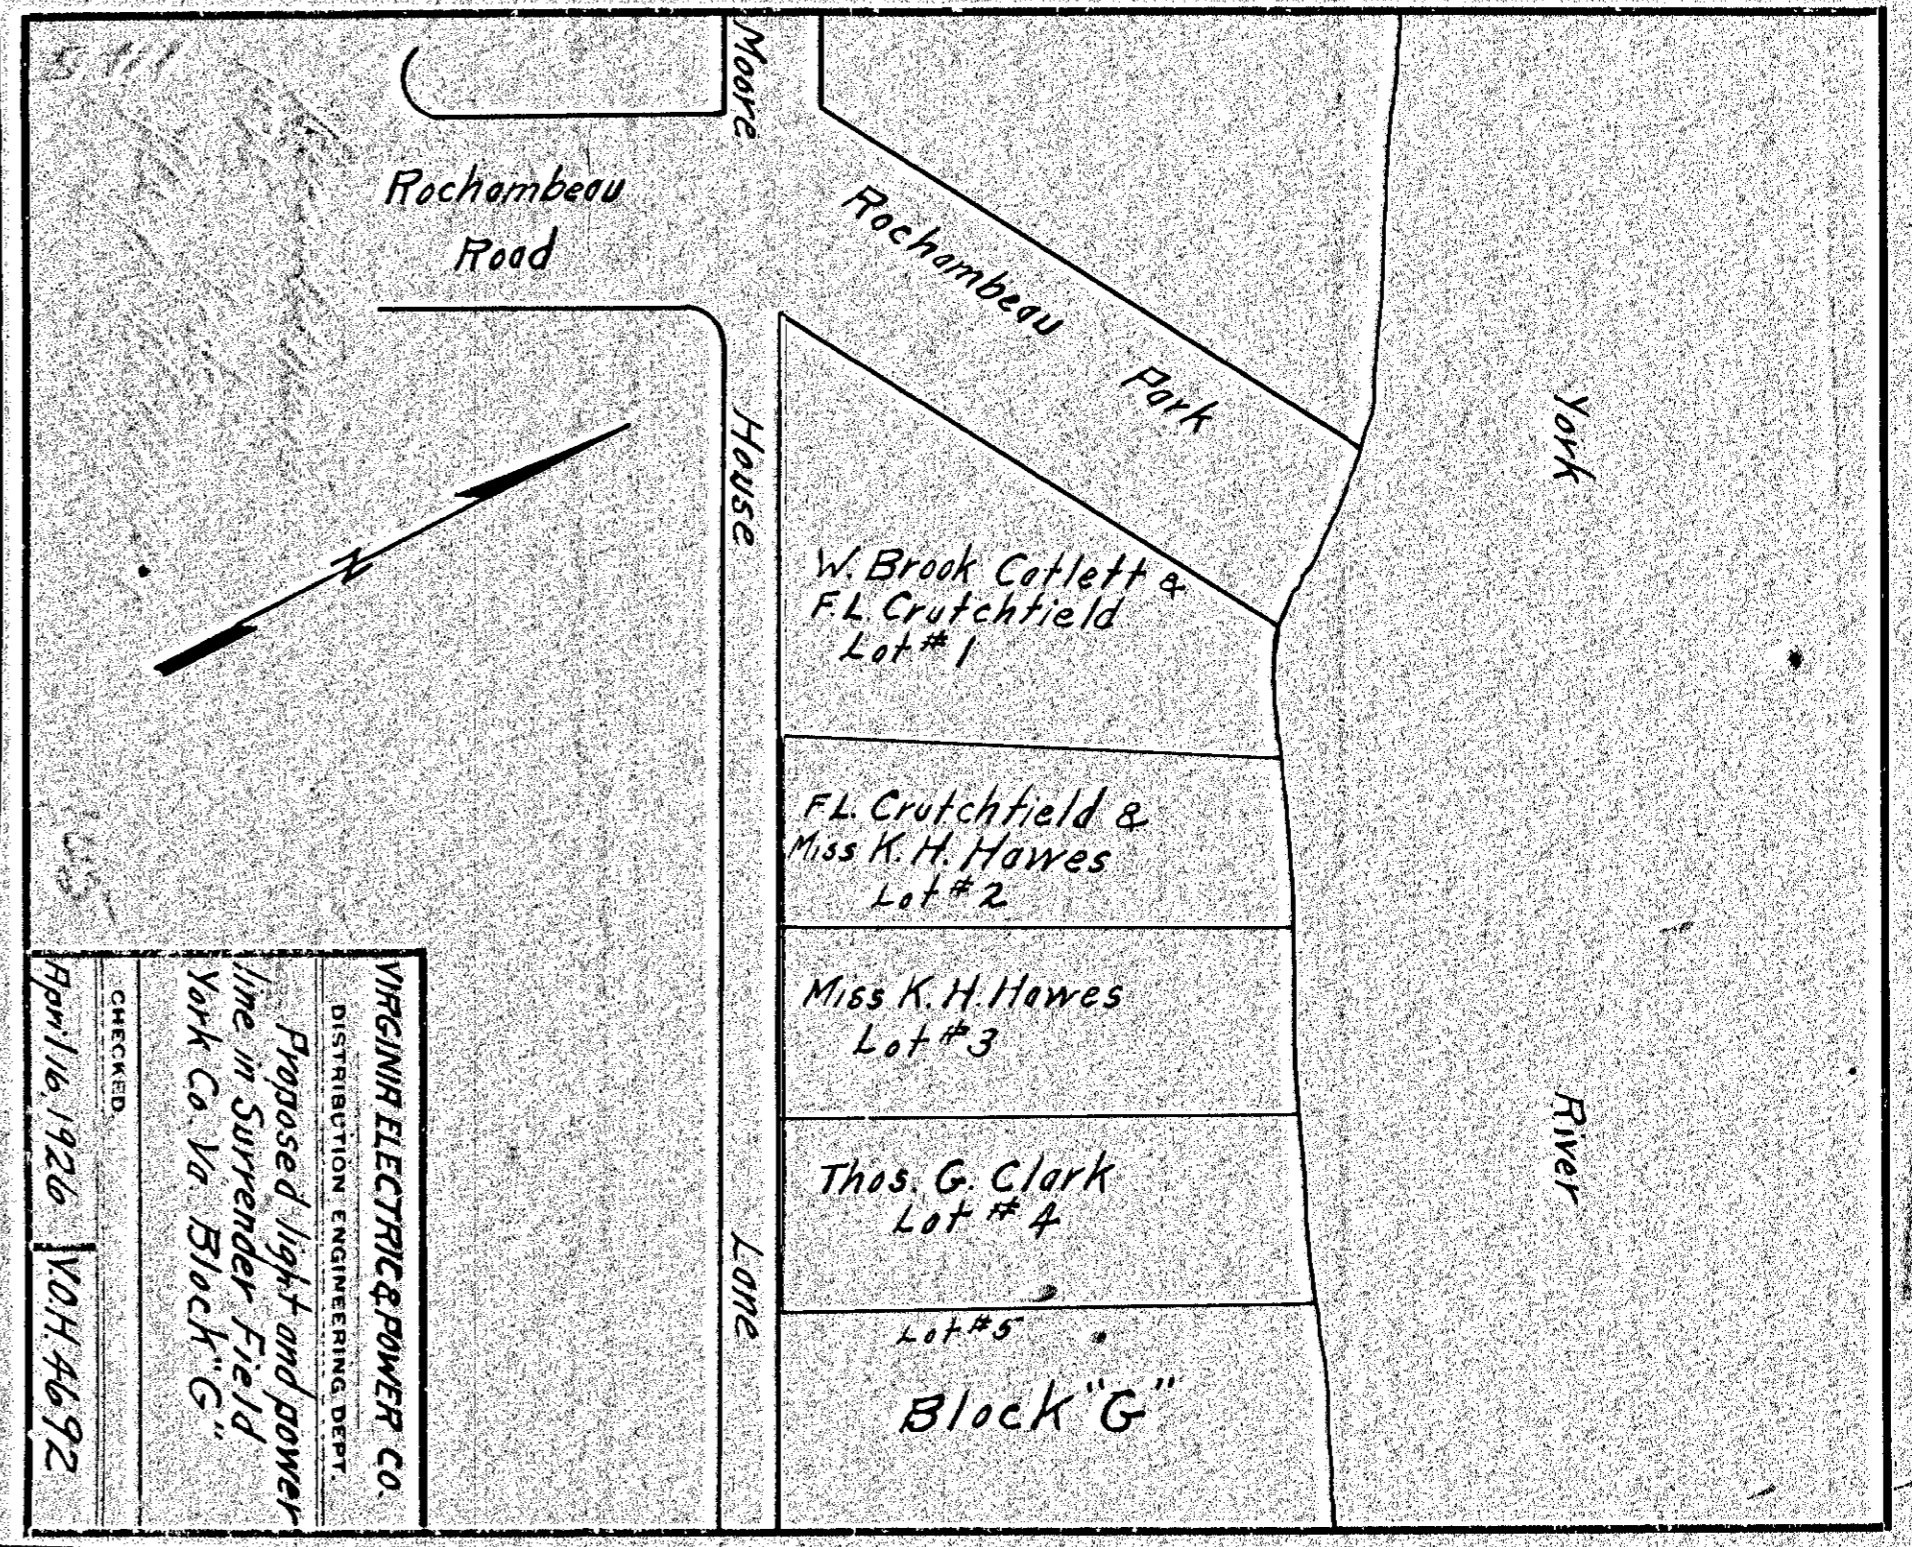 Moore
House
Lane
Rochambeau
Road
Rochambeau
Park
York
River
N
W. Brook Catlett &
F.L. Crutchfield
Lot # 1
F.L. Crutchfield &
Miss K. H. Hawes
Lot # 2
Miss K. H. Hawes
Lot # 3
Thos. G. Clark
Lot # 4
Lot # 5
Block "G"
VIRGINIA ELECTRIC & POWER CO.
DISTRIBUTION ENGINEERING DEPT.
Proposed light and power
line in Surrender Field
York Co. Va. Block "G".
CHECKED
April 16, 1926
V.O.H. A6692